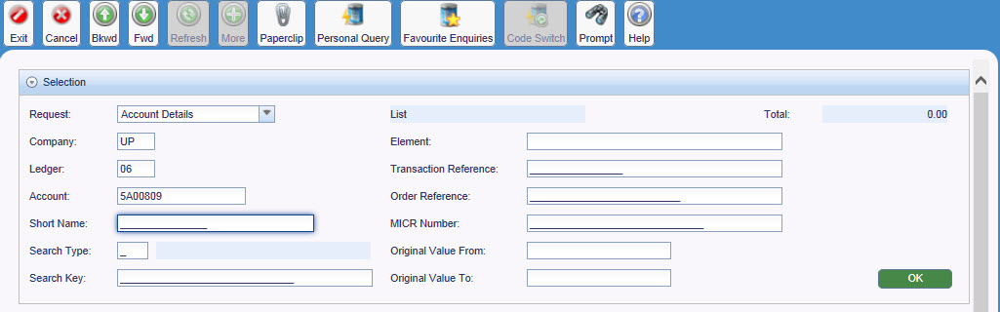 Exit Cancel Bkwd Fwd Refresh More Paperclip Personal Query Favourite Enquiries Code Switch Prompt Help
Selection
Request: Account Details List Total: 0.00
Company: UP Element:
Ledger: 06 Transaction Reference:
Account: 5A00809 Order Reference:
Short Name: MICR Number:
Search Type: Original Value From:
Search Key: Original Value To: OK